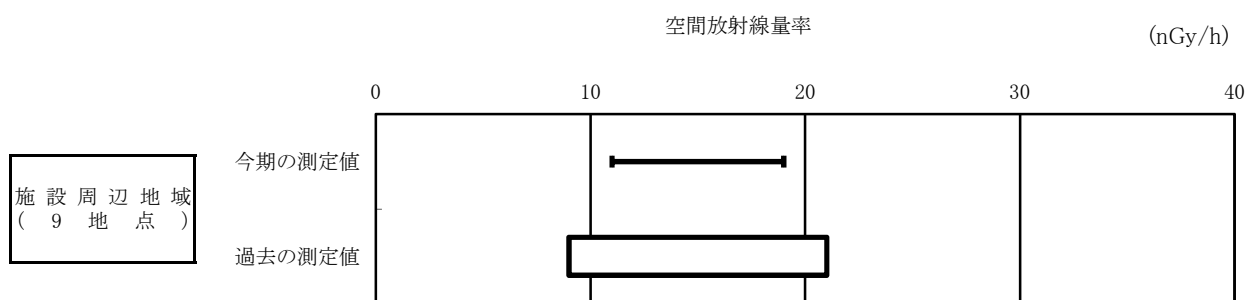 空間放射線量率
(nGy/h)
0 10 20 30 40
今期の測定値
施設周辺地域
(9地点)
過去の測定値